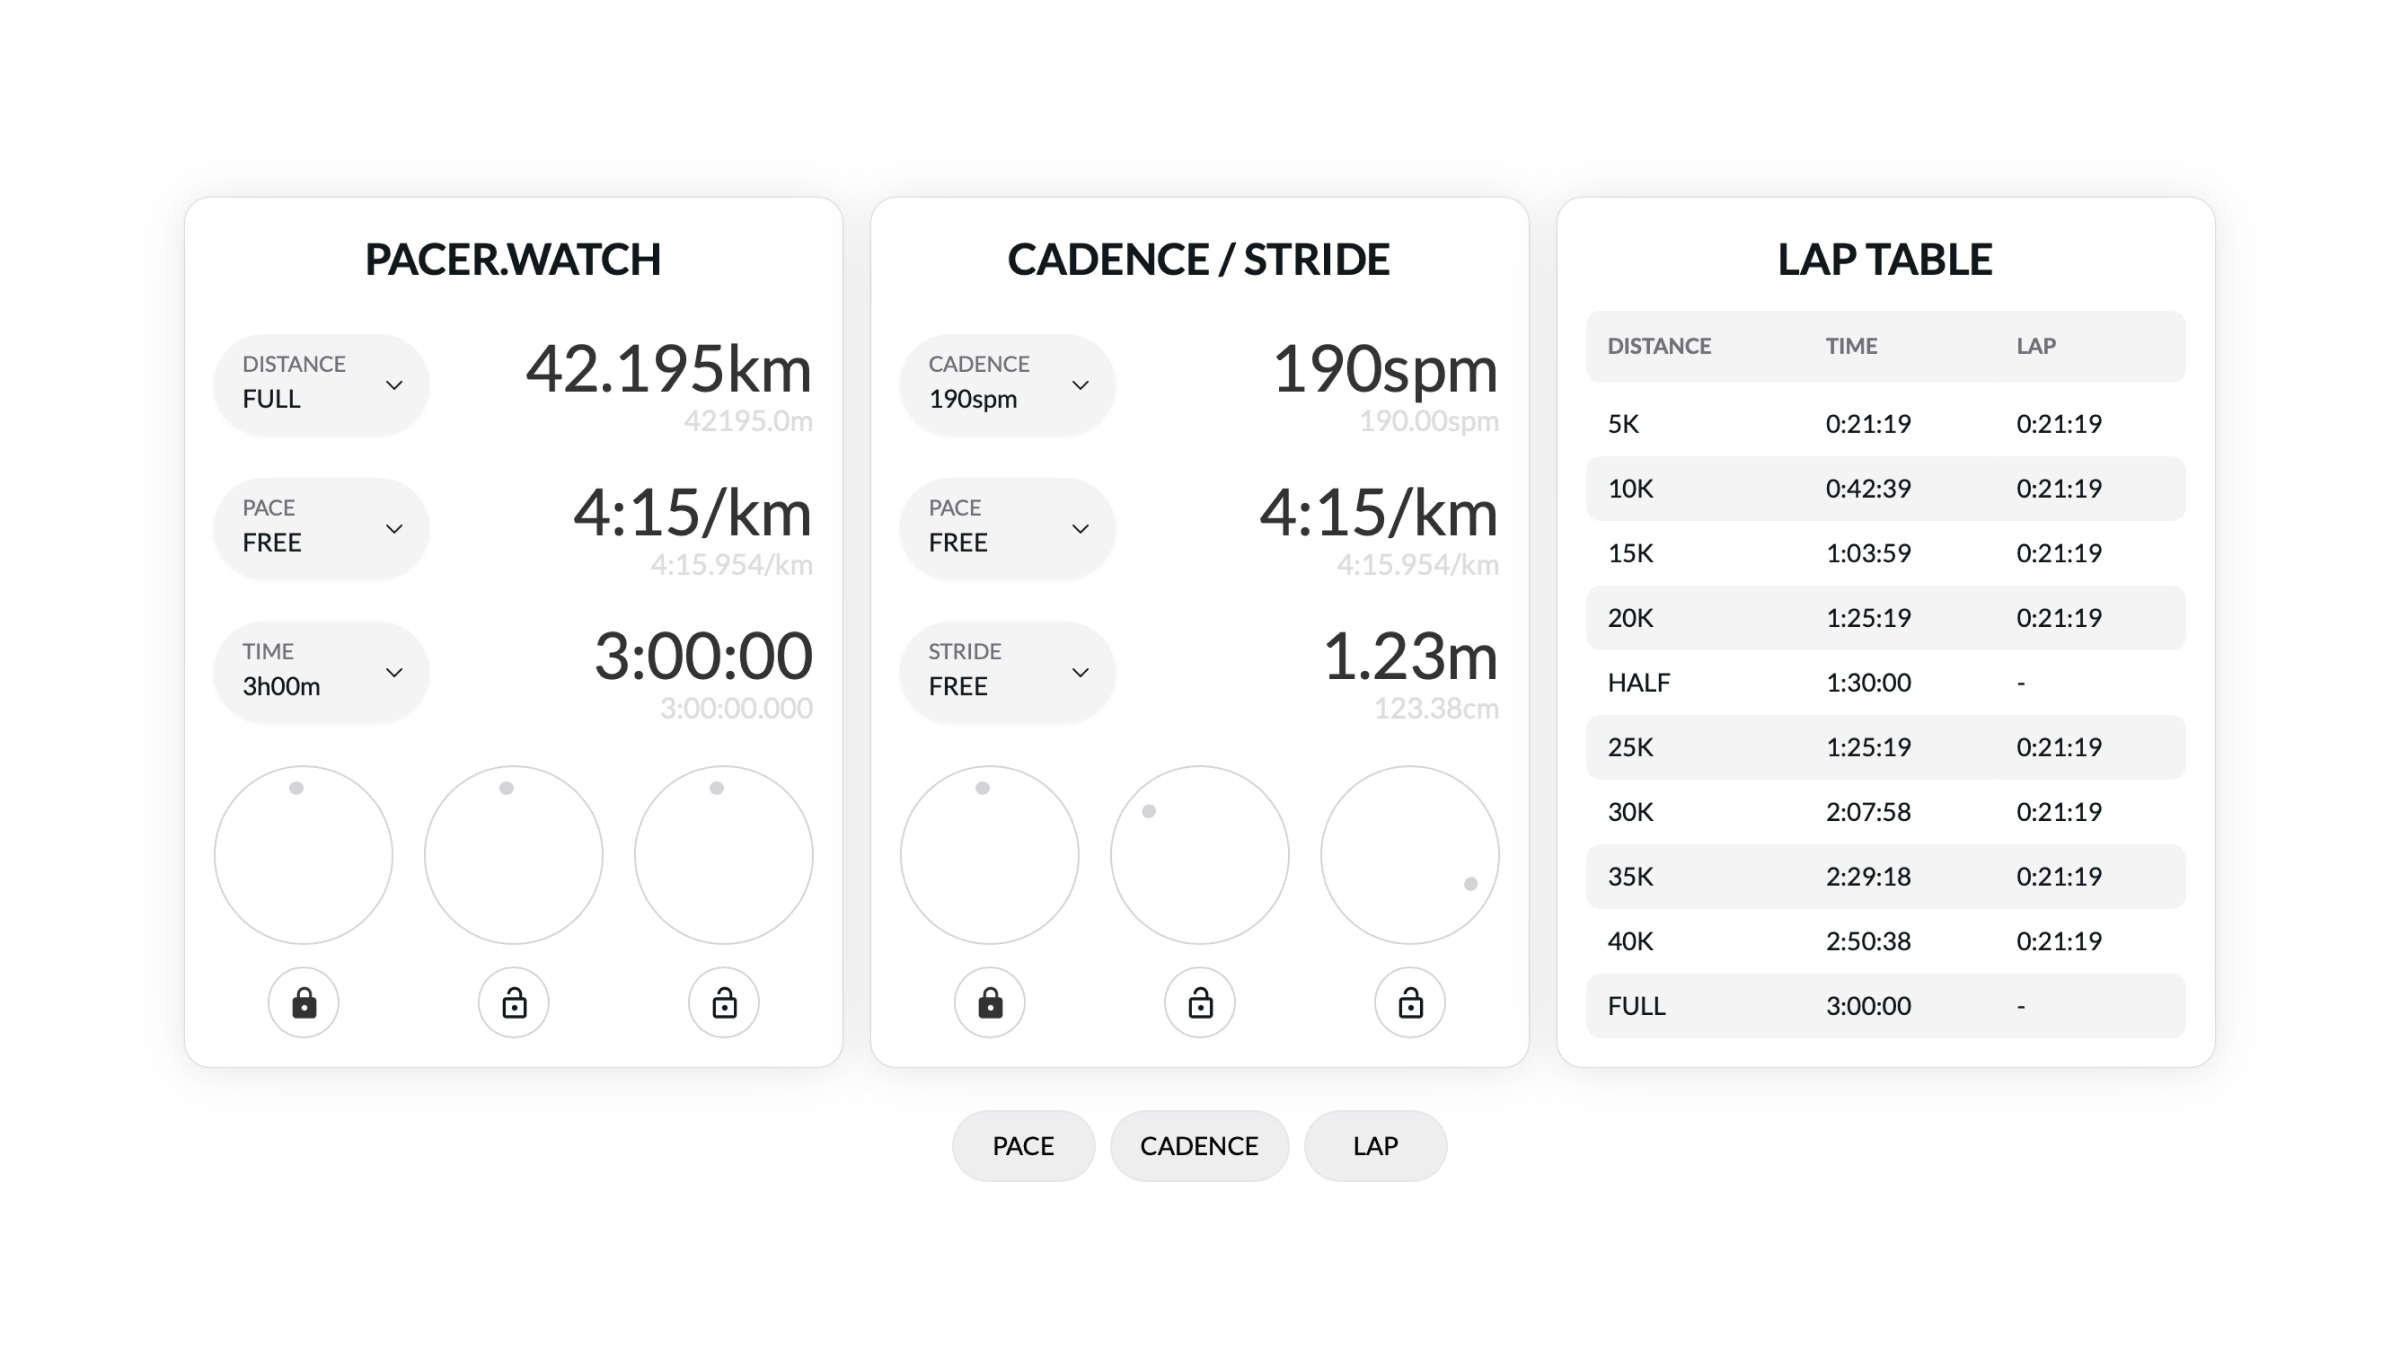 PACER.WATCH
DISTANCE
FULL
42.195km
42195.0m
PACE
FREE
4:15/km
4:15.954/km
TIME
3h00m
3:00:00
3:00:00.000
CADENCE / STRIDE
CADENCE
190spm
190spm
190.00spm
PACE
FREE
4:15/km
4:15.954/km
STRIDE
FREE
1.23m
123.38cm
LAP TABLE
DISTANCE TIME LAP
5K 0:21:19 0:21:19
10K 0:42:39 0:21:19
15K 1:03:59 0:21:19
20K 1:25:19 0:21:19
HALF 1:30:00 -
25K 1:25:19 0:21:19
30K 2:07:58 0:21:19
35K 2:29:18 0:21:19
40K 2:50:38 0:21:19
FULL 3:00:00 -
PACE CADENCE LAP